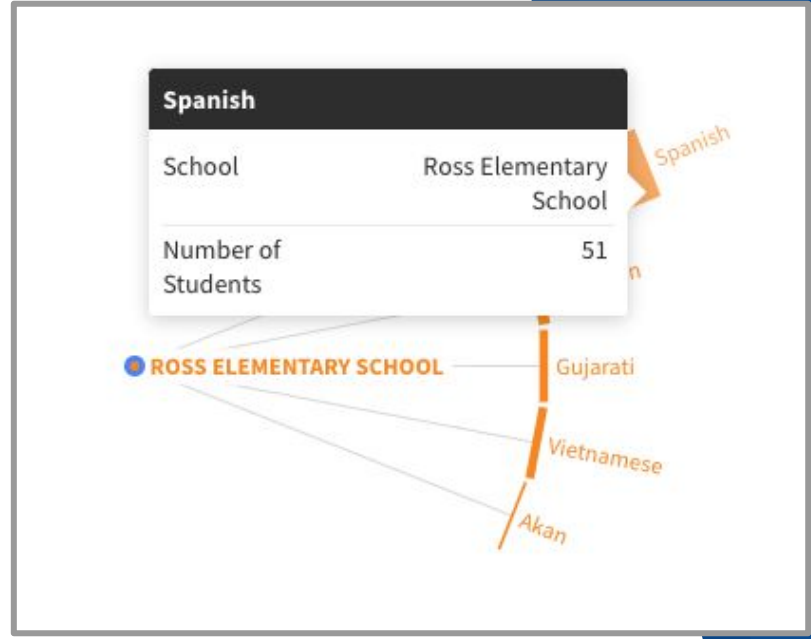 Spanish
School
Ross Elementary
School
Number of
Students
51
Spanish
n
ROSS ELEMENTARY SCHOOL
Gujarati
Vietnamese
Akan